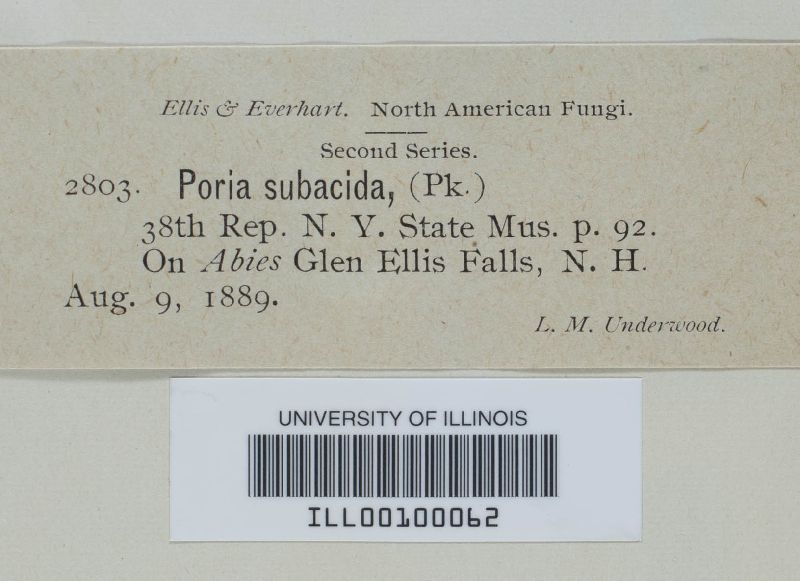 Ellis & Everhart. North American Fungi.
Second Series.
2803. Poria subacida, (Pk.)
38th Rep. N. Y. State Mus. p. 92.
On Abies Glen Ellis Falls, N. H.
Aug. 9, 1889.
L. M. Underwood.
UNIVERSITY OF ILLINOIS
ILL00100062